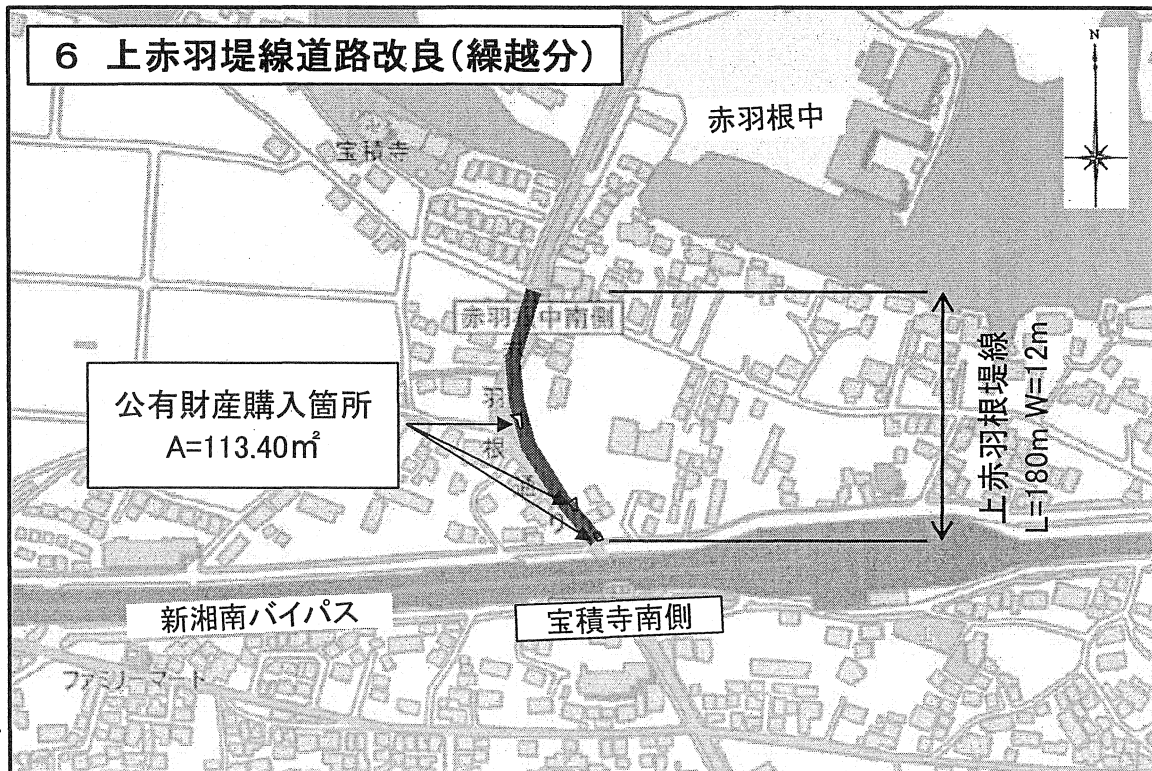 6 上赤羽堤線道路改良(繰越分)
N
赤羽根中
宝積寺
赤羽根中南側
公有財産購入箇所
A=113.40㎡
羽根
上赤羽根堤線
L=180m W=12m
新湘南バイパス
宝積寺南側
ファミリーマート